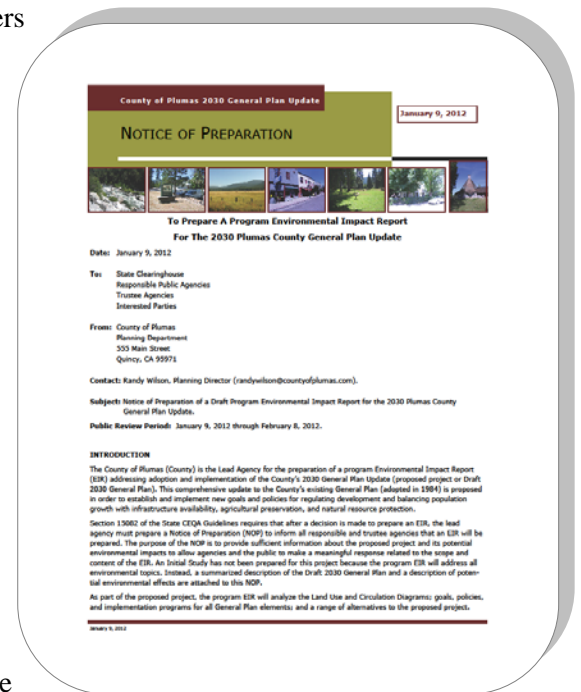 ers
County of Plumas 2030 General Plan Update
January 9, 2012
NOTICE OF PREPARATION
To Prepare A Program Environmental Impact Report
For The 2030 Plumas County General Plan Update
Date: January 9, 2012
To: State Clearinghouse
Responsible Public Agencies
Trustee Agencies
Interested Parties
From: County of Plumas
Planning Department
555 Main Street
Quincy, CA 95971
Contact: Randy Wilson, Planning Director (randywilson@countyofplumas.com).
Subject: Notice of Preparation of a Draft Program Environmental Impact Report for the 2030 Plumas County
General Plan Update.
Public Review Period: January 9, 2012 through February 8, 2012.
INTRODUCTION
The County of Plumas (County) is the Lead Agency for the preparation of a program Environmental Impact Report
(EIR) addressing adoption and implementation of the County's 2030 General Plan Update (proposed project or Draft
2030 General Plan). This comprehensive update to the County's existing General Plan (adopted in 1984) is proposed
in order to establish and implement new goals and policies for regulating development and balancing population
growth with infrastructure availability, agricultural preservation, and natural resource protection.
Section 15082 of the State CEQA Guidelines requires that after a decision is made to prepare an EIR, the lead
agency must prepare a Notice of Preparation (NOP) to inform all responsible and trustee agencies that an EIR will be
prepared. The purpose of the NOP is to provide sufficient information about the proposed project and its potential
environmental impacts to allow agencies and the public to make a meaningful response related to the scope and
content of the EIR. An Initial Study has not been prepared for this project because the program EIR will address all
environmental topics. Instead, a summarized description of the Draft 2030 General Plan and a description of poten-
tial environmental effects are attached to this NOP.
As part of the proposed project, the program EIR will analyze the Land Use and Circulation Diagrams; goals, policies,
and implementation programs for all General Plan elements; and a range of alternatives to the proposed project.
January 9, 2012
e